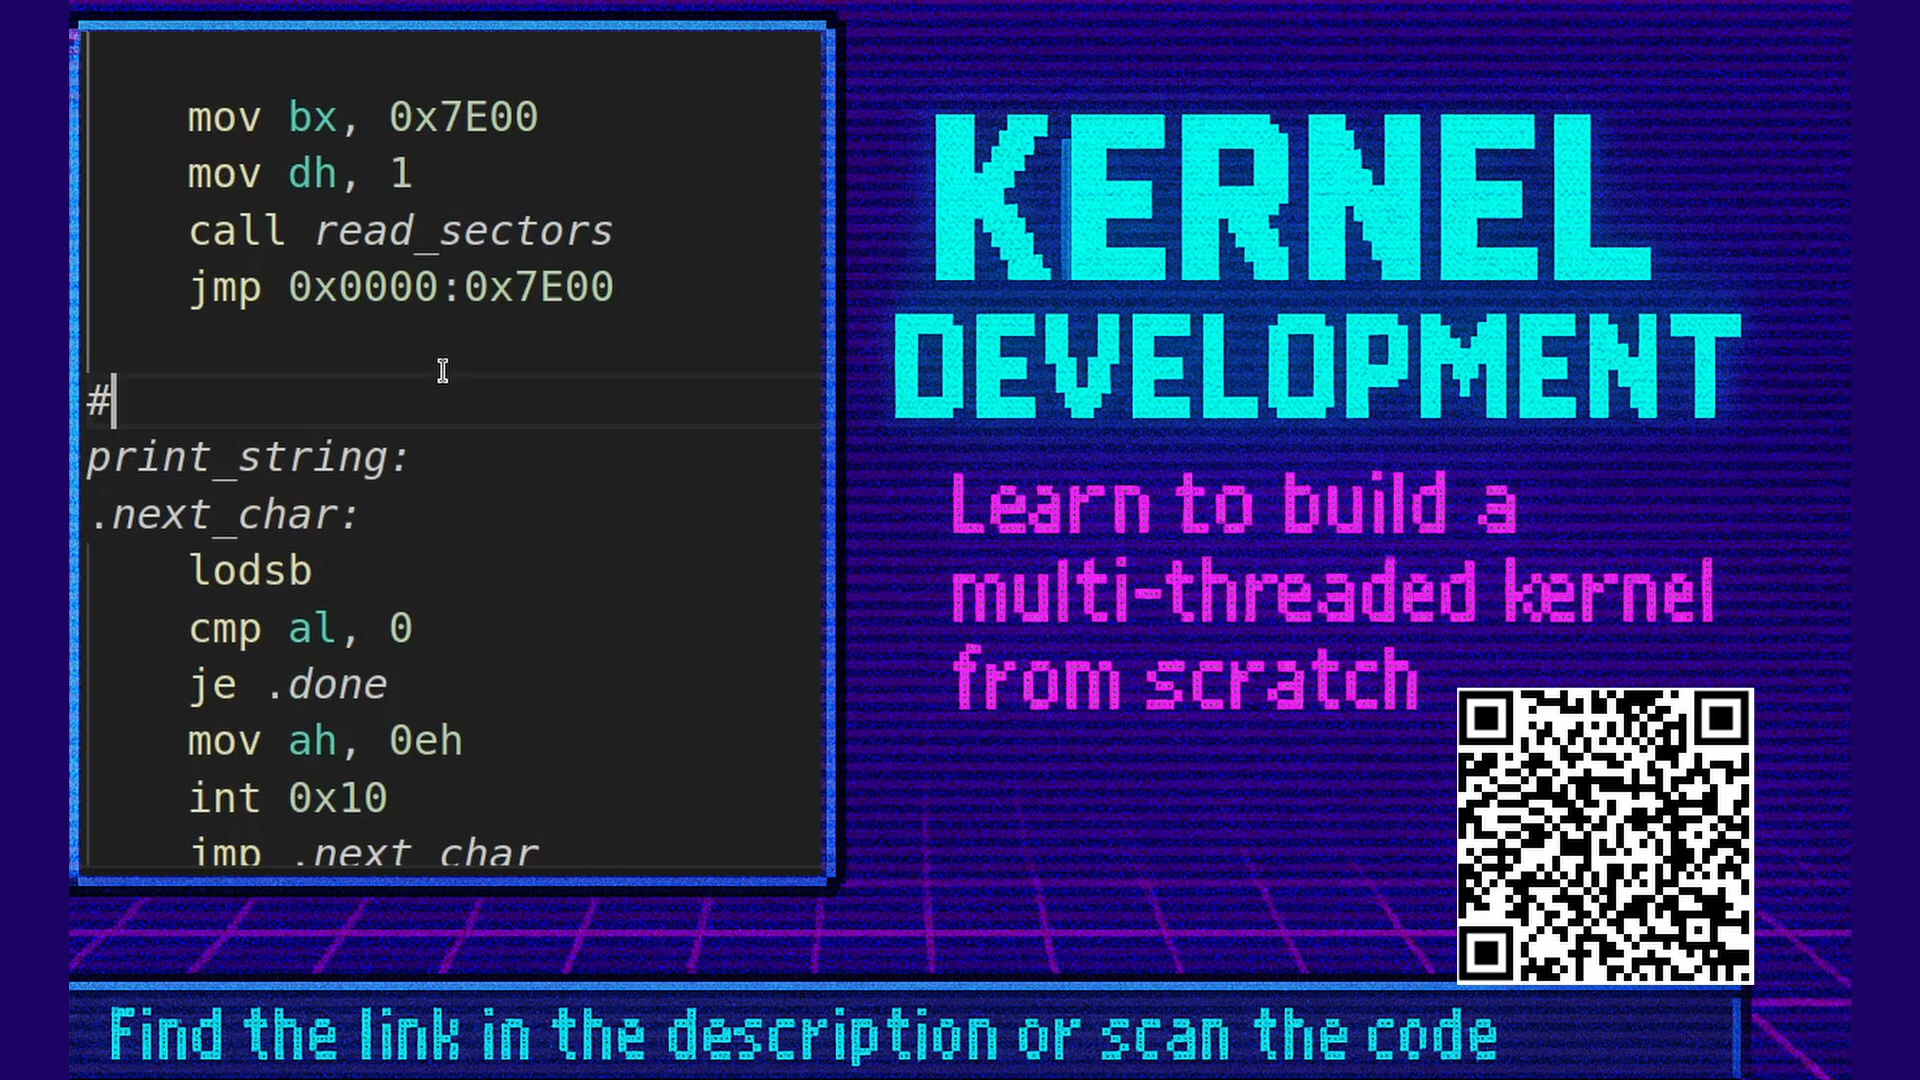 mov bx, 0x7E00
mov dh, 1
call read_sectors
jmp 0x0000:0x7E00
#
print_string:
.next_char:
lodsb
cmp al, 0
je .done
mov ah, 0eh
int 0x10
jmp .next_char
KERNEL
DEVELOPMENT
Learn to build a
multi-threaded kernel
from scratch
Find the link in the description or scan the code